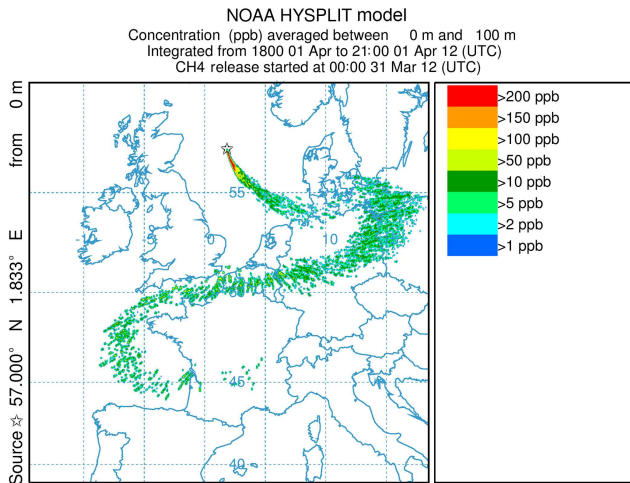 NOAA HYSPLIT model
Concentration (ppb) averaged between 0 m and 100 m
Integrated from 1800 01 Apr to 21:00 01 Apr 12 (UTC)
CH4 release started at 00:00 31 Mar 12 (UTC)
Source ☆ 57.000° N 1.833° E from 0 m
>200 ppb
>150 ppb
>100 ppb
>50 ppb
>10 ppb
>5 ppb
>2 ppb
>1 ppb
55
0
10
45
40